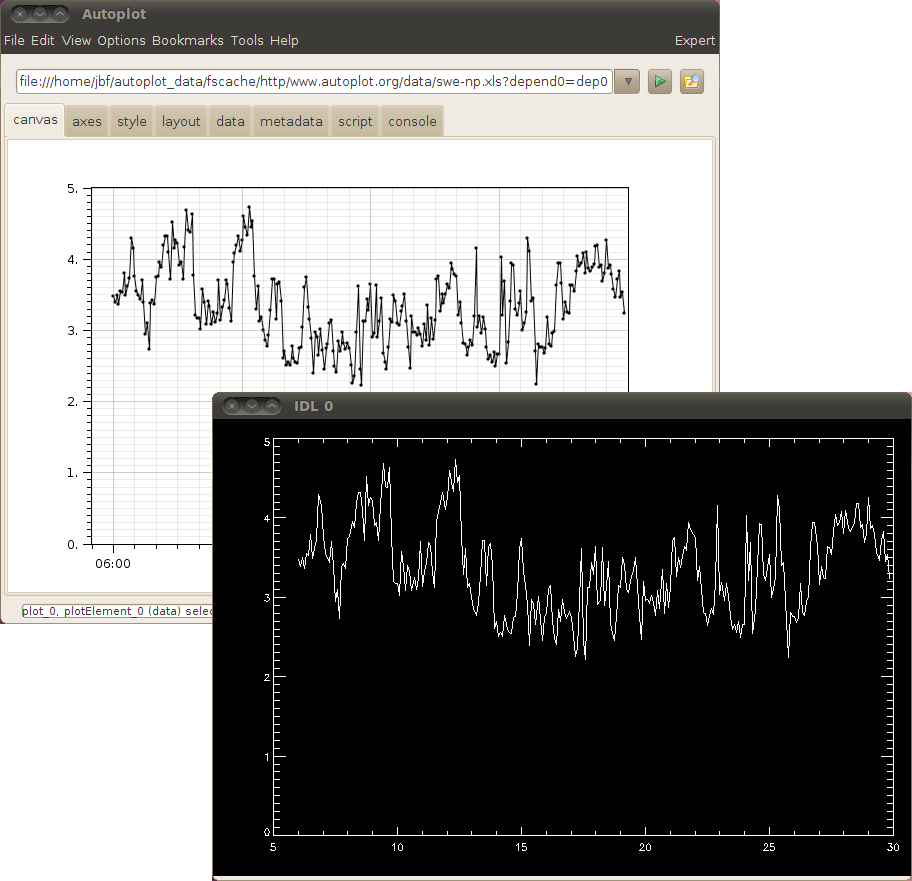 Autoplot
File Edit View Options Bookmarks Tools Help Expert
file:///home/jbf/autoplot_data/fscache/http/www.autoplot.org/data/swe-np.xls?depend0=dep0
canvas axes style layout data metadata script console
5.
4.
3.
2.
1.
0.
06:00
plot_0, plotElement_0 (data) selec
IDL 0
5
4
3
2
1
0
5 10 15 20 25 30